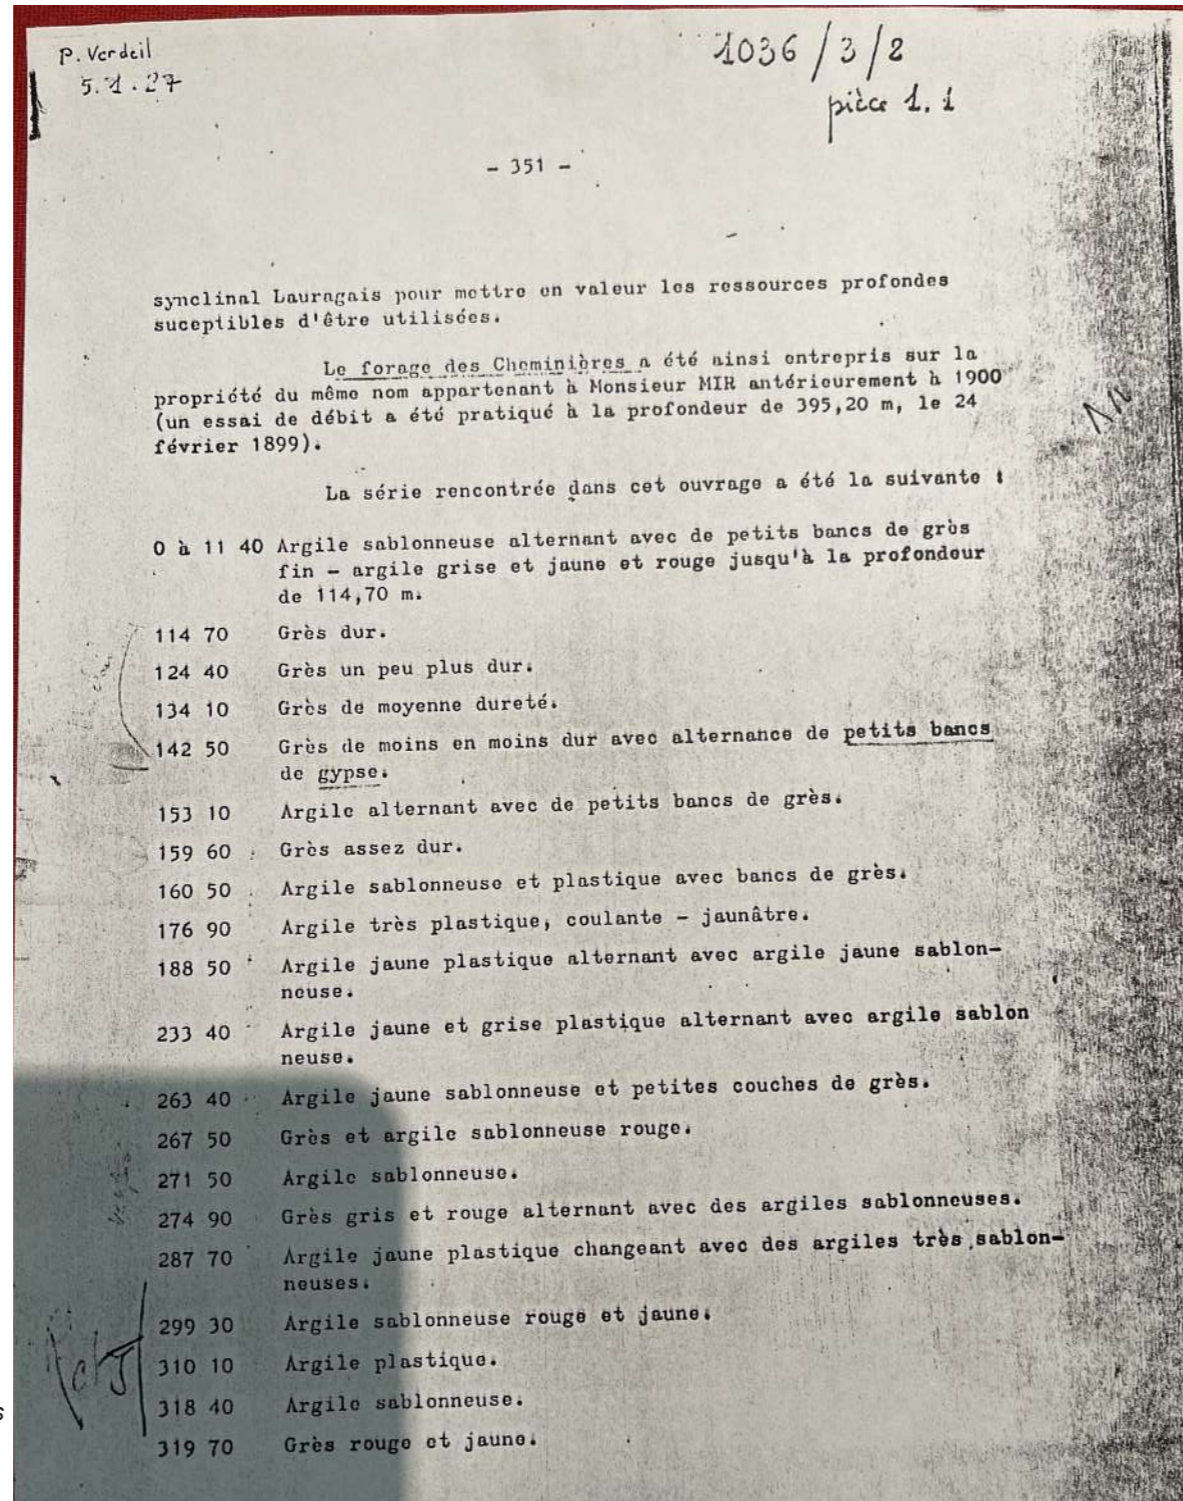 P. Verdeil
5.1.27
1036/3/2
pièce 1.1
- 351 -
synclinal Lauragais pour mettre en valeur les ressources profondes
suceptibles d'être utilisées.
Le forage des Cheminières a été ainsi entrepris sur la
propriété du même nom appartenant à Monsieur MIR antérieurement à 1900
(un essai de débit a été pratiqué à la profondeur de 395,20 m, le 24
février 1899).
La série rencontrée dans cet ouvrage a été la suivante :
0 à 11 40 Argile sablonneuse alternant avec de petits bancs de grès
fin - argile grise et jaune et rouge jusqu'à la profondeur
de 114,70 m.
114 70 Grès dur.
124 40 Grès un peu plus dur.
134 10 Grès de moyenne dureté.
142 50 Grès de moins en moins dur avec alternance de petits bancs
de gypse.
153 10 Argile alternant avec de petits bancs de grès.
159 60 Grès assez dur.
160 50 Argile sablonneuse et plastique avec bancs de grès.
176 90 Argile très plastique, coulante - jaunâtre.
188 50 Argile jaune plastique alternant avec argile jaune sablon-
neuse.
233 40 Argile jaune et grise plastique alternant avec argile sablon
neuse.
263 40 Argile jaune sablonneuse et petites couches de grès.
267 50 Grès et argile sablonneuse rouge.
271 50 Argile sablonneuse.
274 90 Grès gris et rouge alternant avec des argiles sablonneuses.
287 70 Argile jaune plastique changeant avec des argiles très sablon-
neuses.
299 30 Argile sablonneuse rouge et jaune.
310 10 Argile plastique.
318 40 Argile sablonneuse.
319 70 Grès rouge et jaune.